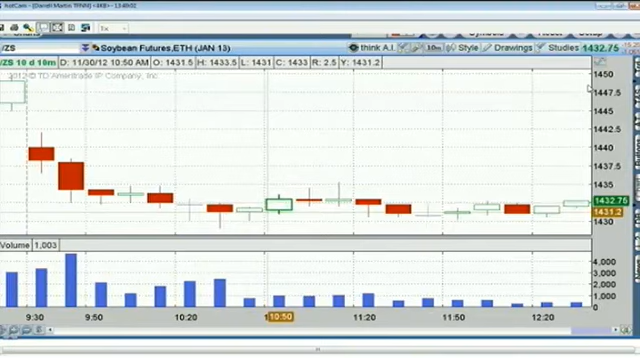 1x
/ZS
Soybean Futures,ETH (JAN 13)
think A.I.
10m
Style
Drawings
Studies
1432.75
/ZS 10 d 10m
D: 11/30/12 10:50 AM
O: 1431.5
H: 1433.5
L: 1431
C: 1433
R: 2.5
Y: 1431.2
2012 © TD Ameritrade IP Company, Inc.
1450
1447.5
1445
1442.5
1440
1437.5
1435
1432.75
1431.2
1430
Volume
1,003
4,000
3,000
2,000
1,000
0
9:30
9:50
10:20
10:50
11:20
11:50
12:20